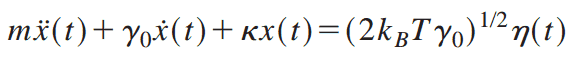 mẍ(t) + γ₀ẋ(t) + κx(t) = (2k_BTγ₀)^{1/2} η(t)